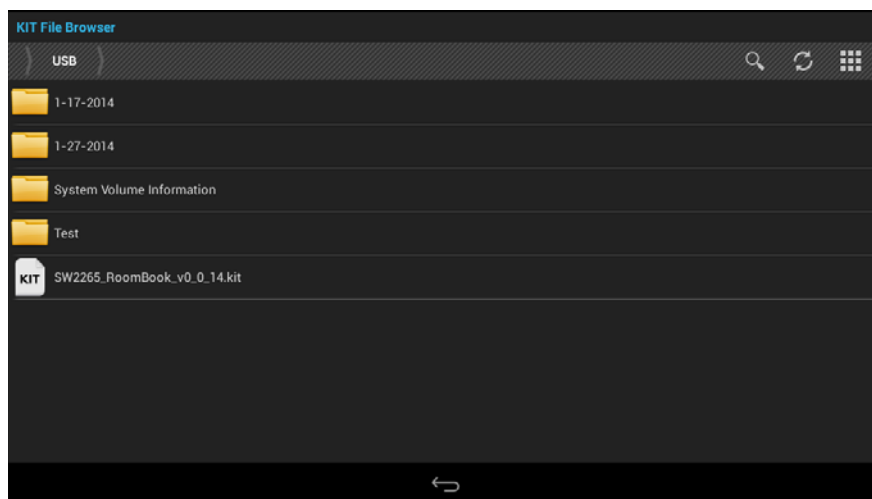 KIT File Browser
USB
1-17-2014
1-27-2014
System Volume Information
Test
KIT SW2265_RoomBook_v0_0_14.kit